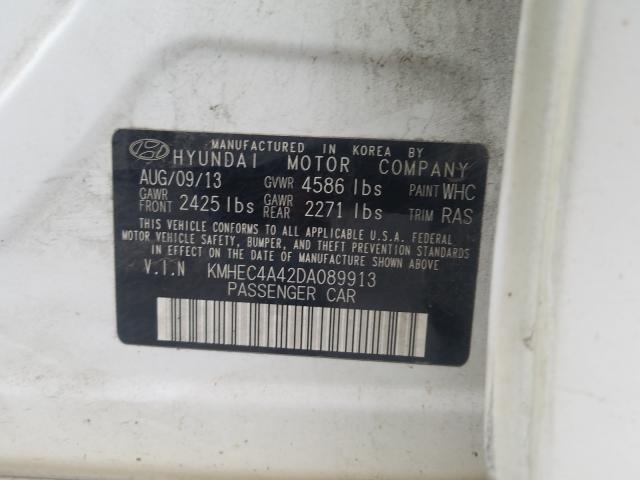 MANUFACTURED IN KOREA BY
HYUNDAI MOTOR COMPANY
AUG/09/13 GVWR 4586 lbs PAINT WHC
GAWR FRONT 2425 lbs GAWR REAR 2271 lbs TRIM RAS
THIS VEHICLE CONFORMS TO ALL APPLICABLE U.S.A. FEDERAL
MOTOR VEHICLE SAFETY, BUMPER, AND THEFT PREVENTION STANDARDS
IN EFFECT ON THE DATE OF MANUFACTURE SHOWN ABOVE
V.I.N KMHEC4A42DA089913
PASSENGER CAR